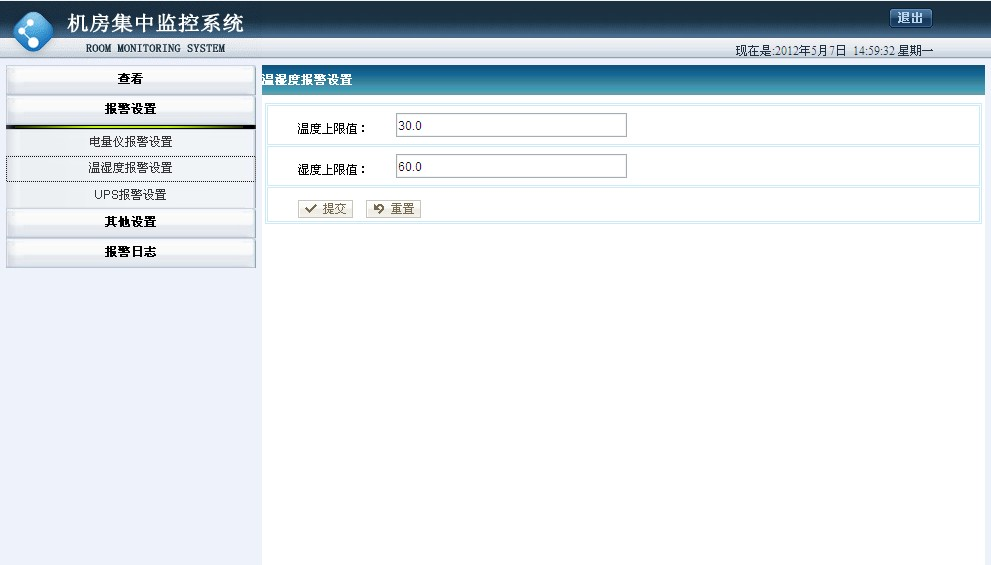 机房集中监控系统
ROOM MONITORING SYSTEM
退出
现在是:2012年5月7日 14:59:32 星期一
查看
报警设置
电量仪报警设置
温湿度报警设置
UPS报警设置
其他设置
报警日志
温湿度报警设置
温度上限值： 30.0
湿度上限值： 60.0
提交 重置